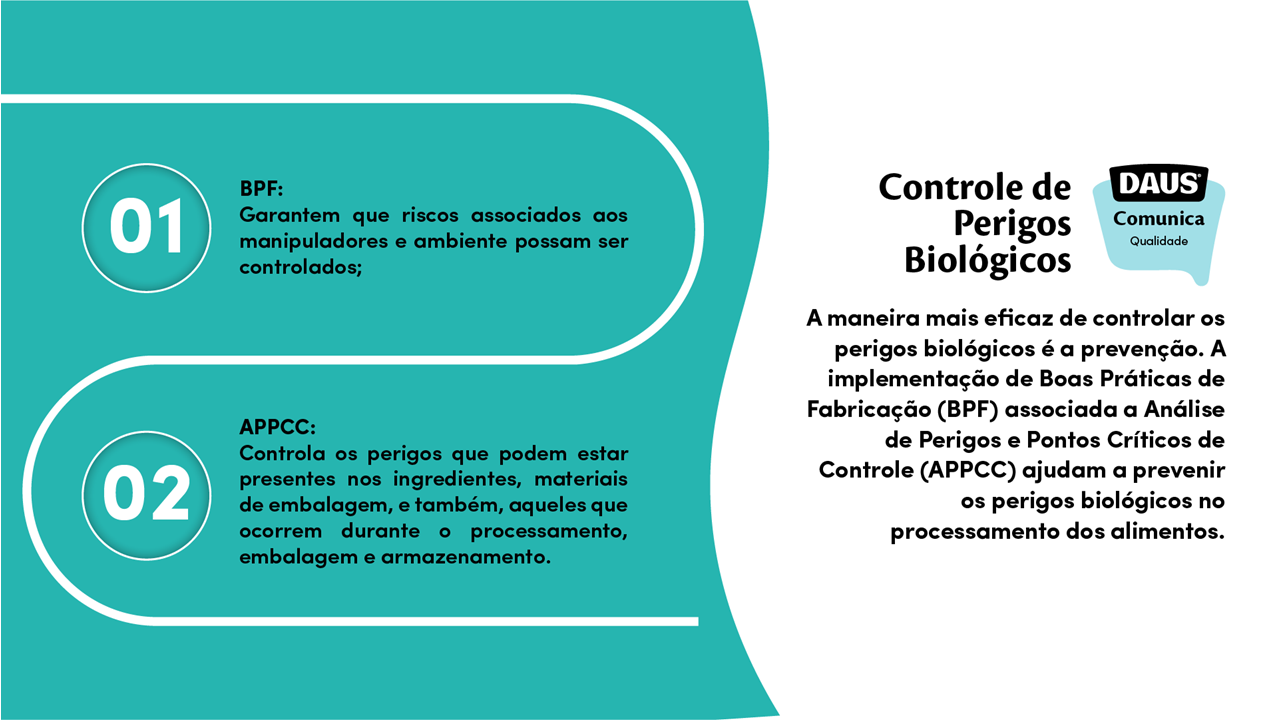 01
BPF:
Garantem que riscos associados aos
manipuladores e ambiente possam ser
controlados;
02
APPCC:
Controla os perigos que podem estar
presentes nos ingredientes, materiais
de embalagem, e também, aqueles que
ocorrem durante o processamento,
embalagem e armazenamento.
Controle de
Perigos
Biológicos
DAUS®
Comunica
Qualidade
A maneira mais eficaz de controlar os
perigos biológicos é a prevenção. A
implementação de Boas Práticas de
Fabricação (BPF) associada a Análise
de Perigos e Pontos Críticos de
Controle (APPCC) ajudam a prevenir
os perigos biológicos no
processamento dos alimentos.